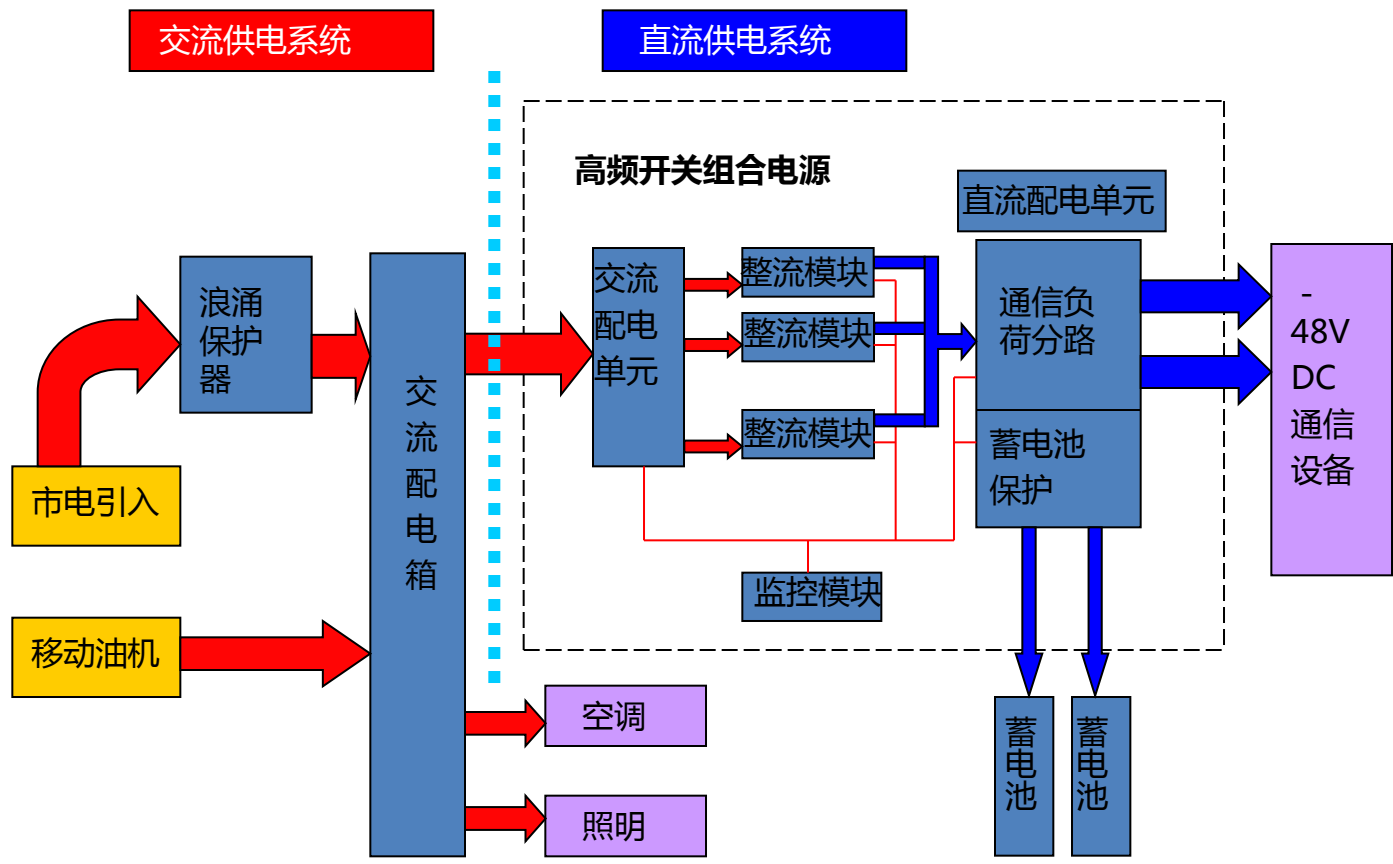 交流供电系统
直流供电系统
高频开关组合电源
直流配电单元
浪涌
保护
器
交
流
配
电
箱
交流
配电
单元
整流模块
整流模块
整流模块
通信负
荷分路
蓄电池
保护
-
48V
DC
通信
设备
市电引入
移动油机
监控模块
空调
照明
蓄
电
池
蓄
电
池